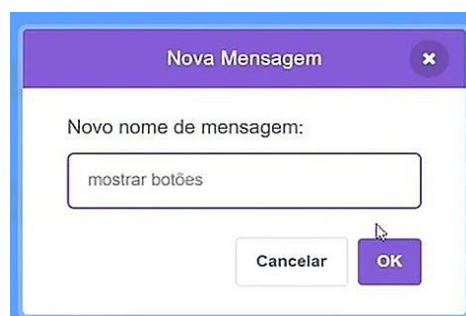 Nova Mensagem
Novo nome de mensagem:
mostrar botões
Cancelar OK